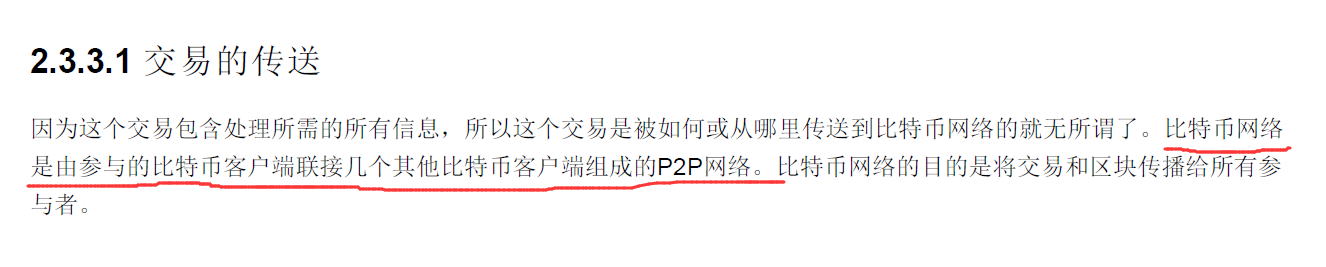 2.3.3.1 交易的传送
因为这个交易包含处理所需的所有信息，所以这个交易是被如何或从哪里传送到比特币网络的就无所谓了。比特币网络
是由参与的比特币客户端联接几个其他比特币客户端组成的P2P网络。比特币网络的目的是将交易和区块传播给所有参
与者。